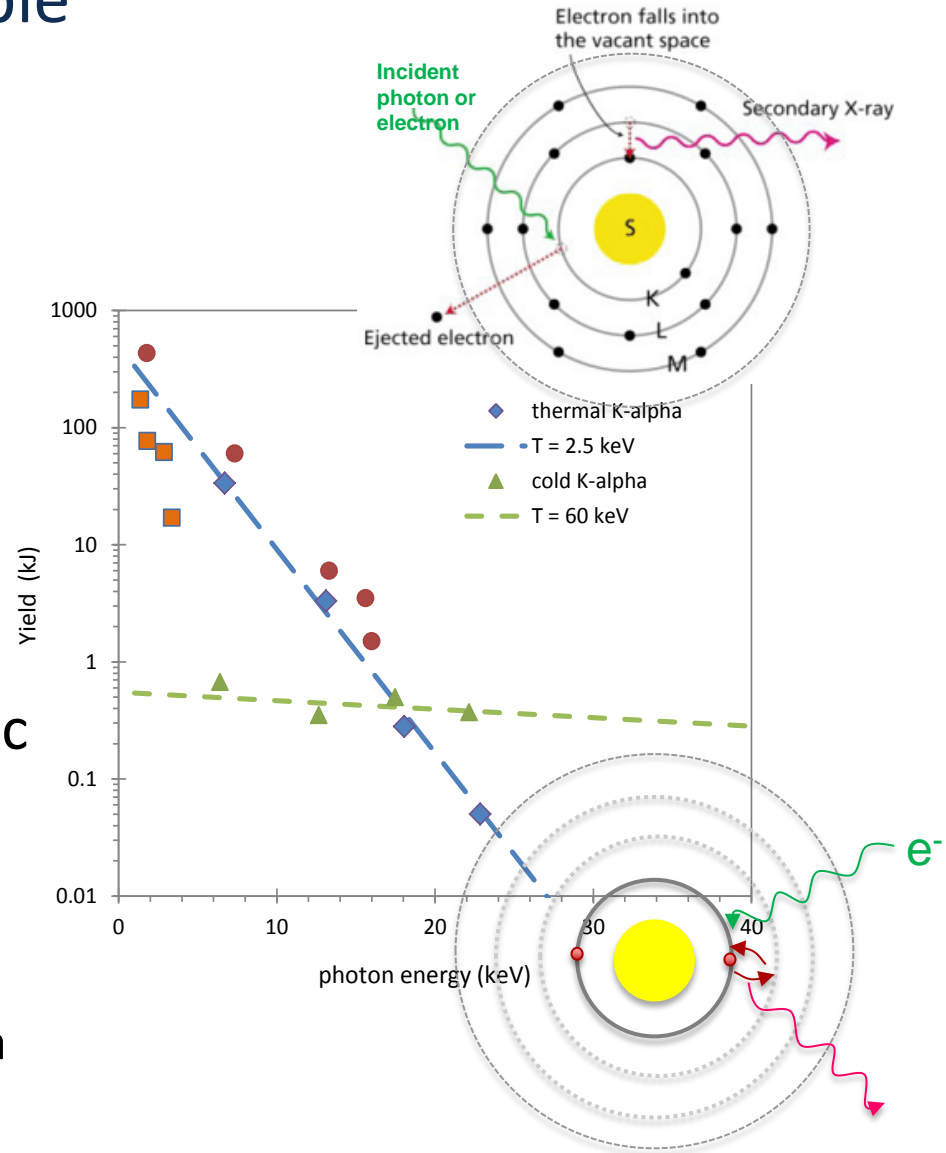 Electron falls into
the vacant space
Incident
photon or
electron
Secondary X-ray
S
K
L
M
Ejected electron
1000
100
10
1
0.1
0.01
Yield (kJ)
thermal K-alpha
T = 2.5 keV
cold K-alpha
T = 60 keV
c
e-
0
10
20
30
40
photon energy (keV)